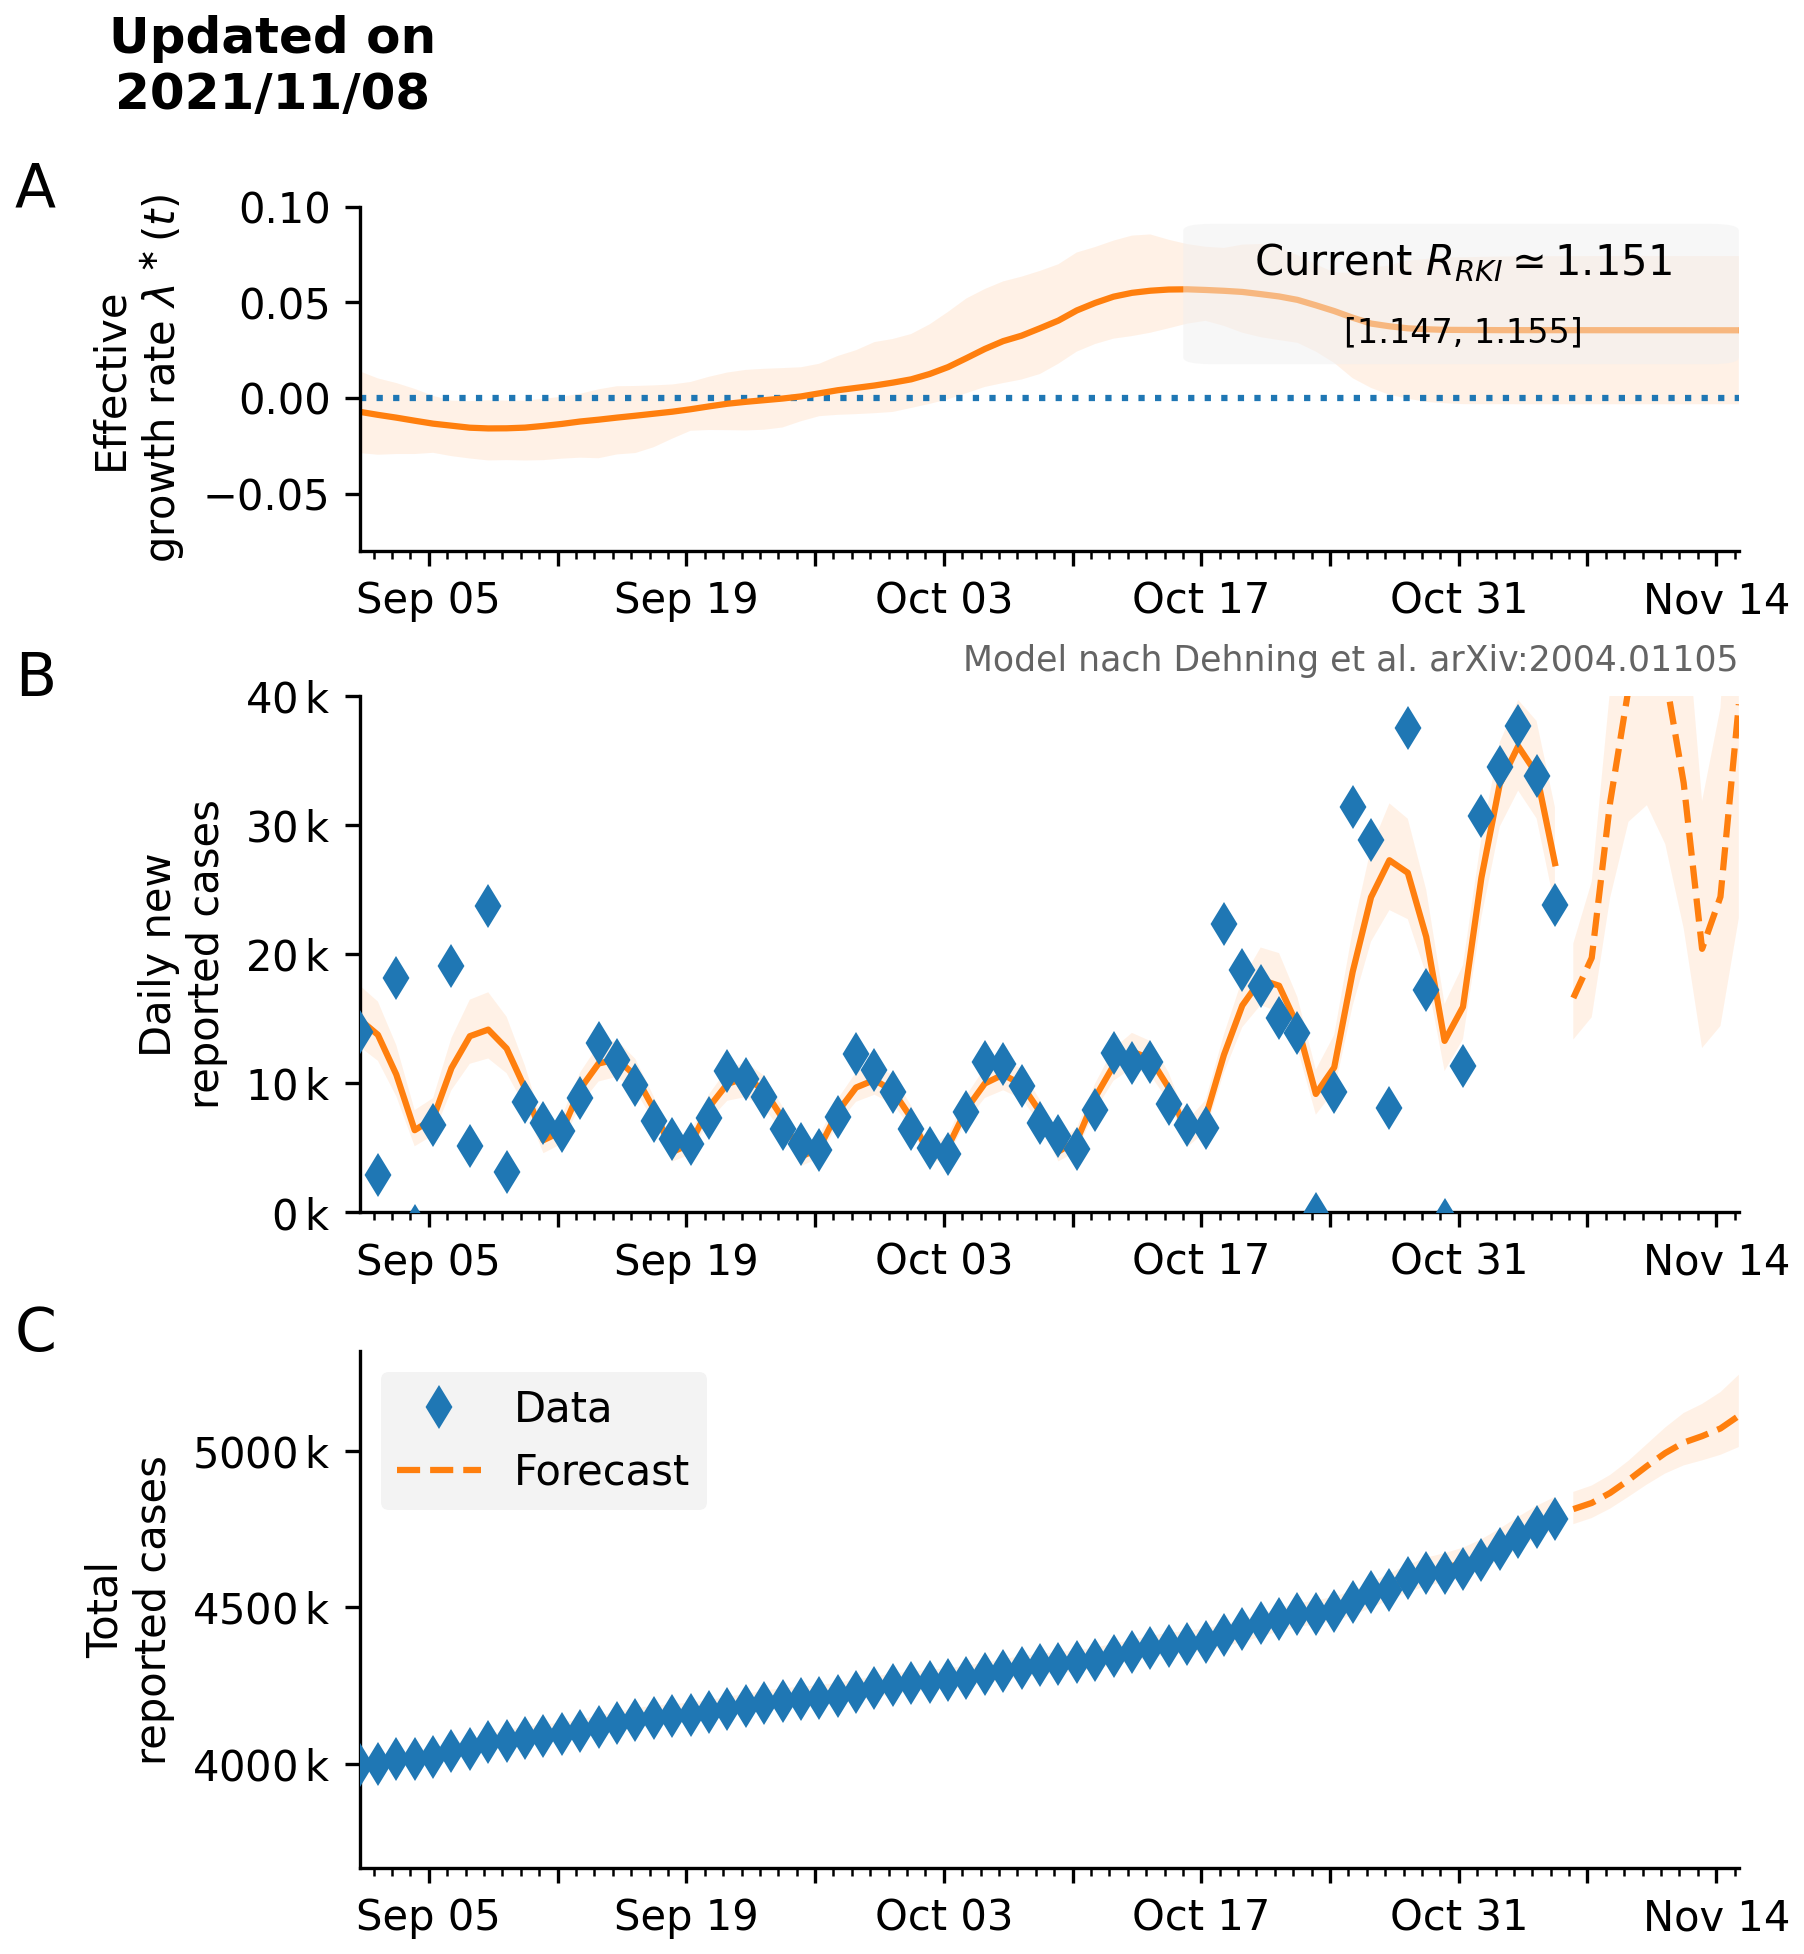 Updated on
2021/11/08
A
Effective
growth rate λ * (t)
0.10
0.05
0.00
−0.05
Current R_RKI ≃ 1.151
[1.147, 1.155]
Sep 05 Sep 19 Oct 03 Oct 17 Oct 31 Nov 14
Model nach Dehning et al. arXiv:2004.01105
B
Daily new
reported cases
40 k
30 k
20 k
10 k
0 k
Sep 05 Sep 19 Oct 03 Oct 17 Oct 31 Nov 14
C
Total
reported cases
5000 k
4500 k
4000 k
Data
Forecast
Sep 05 Sep 19 Oct 03 Oct 17 Oct 31 Nov 14